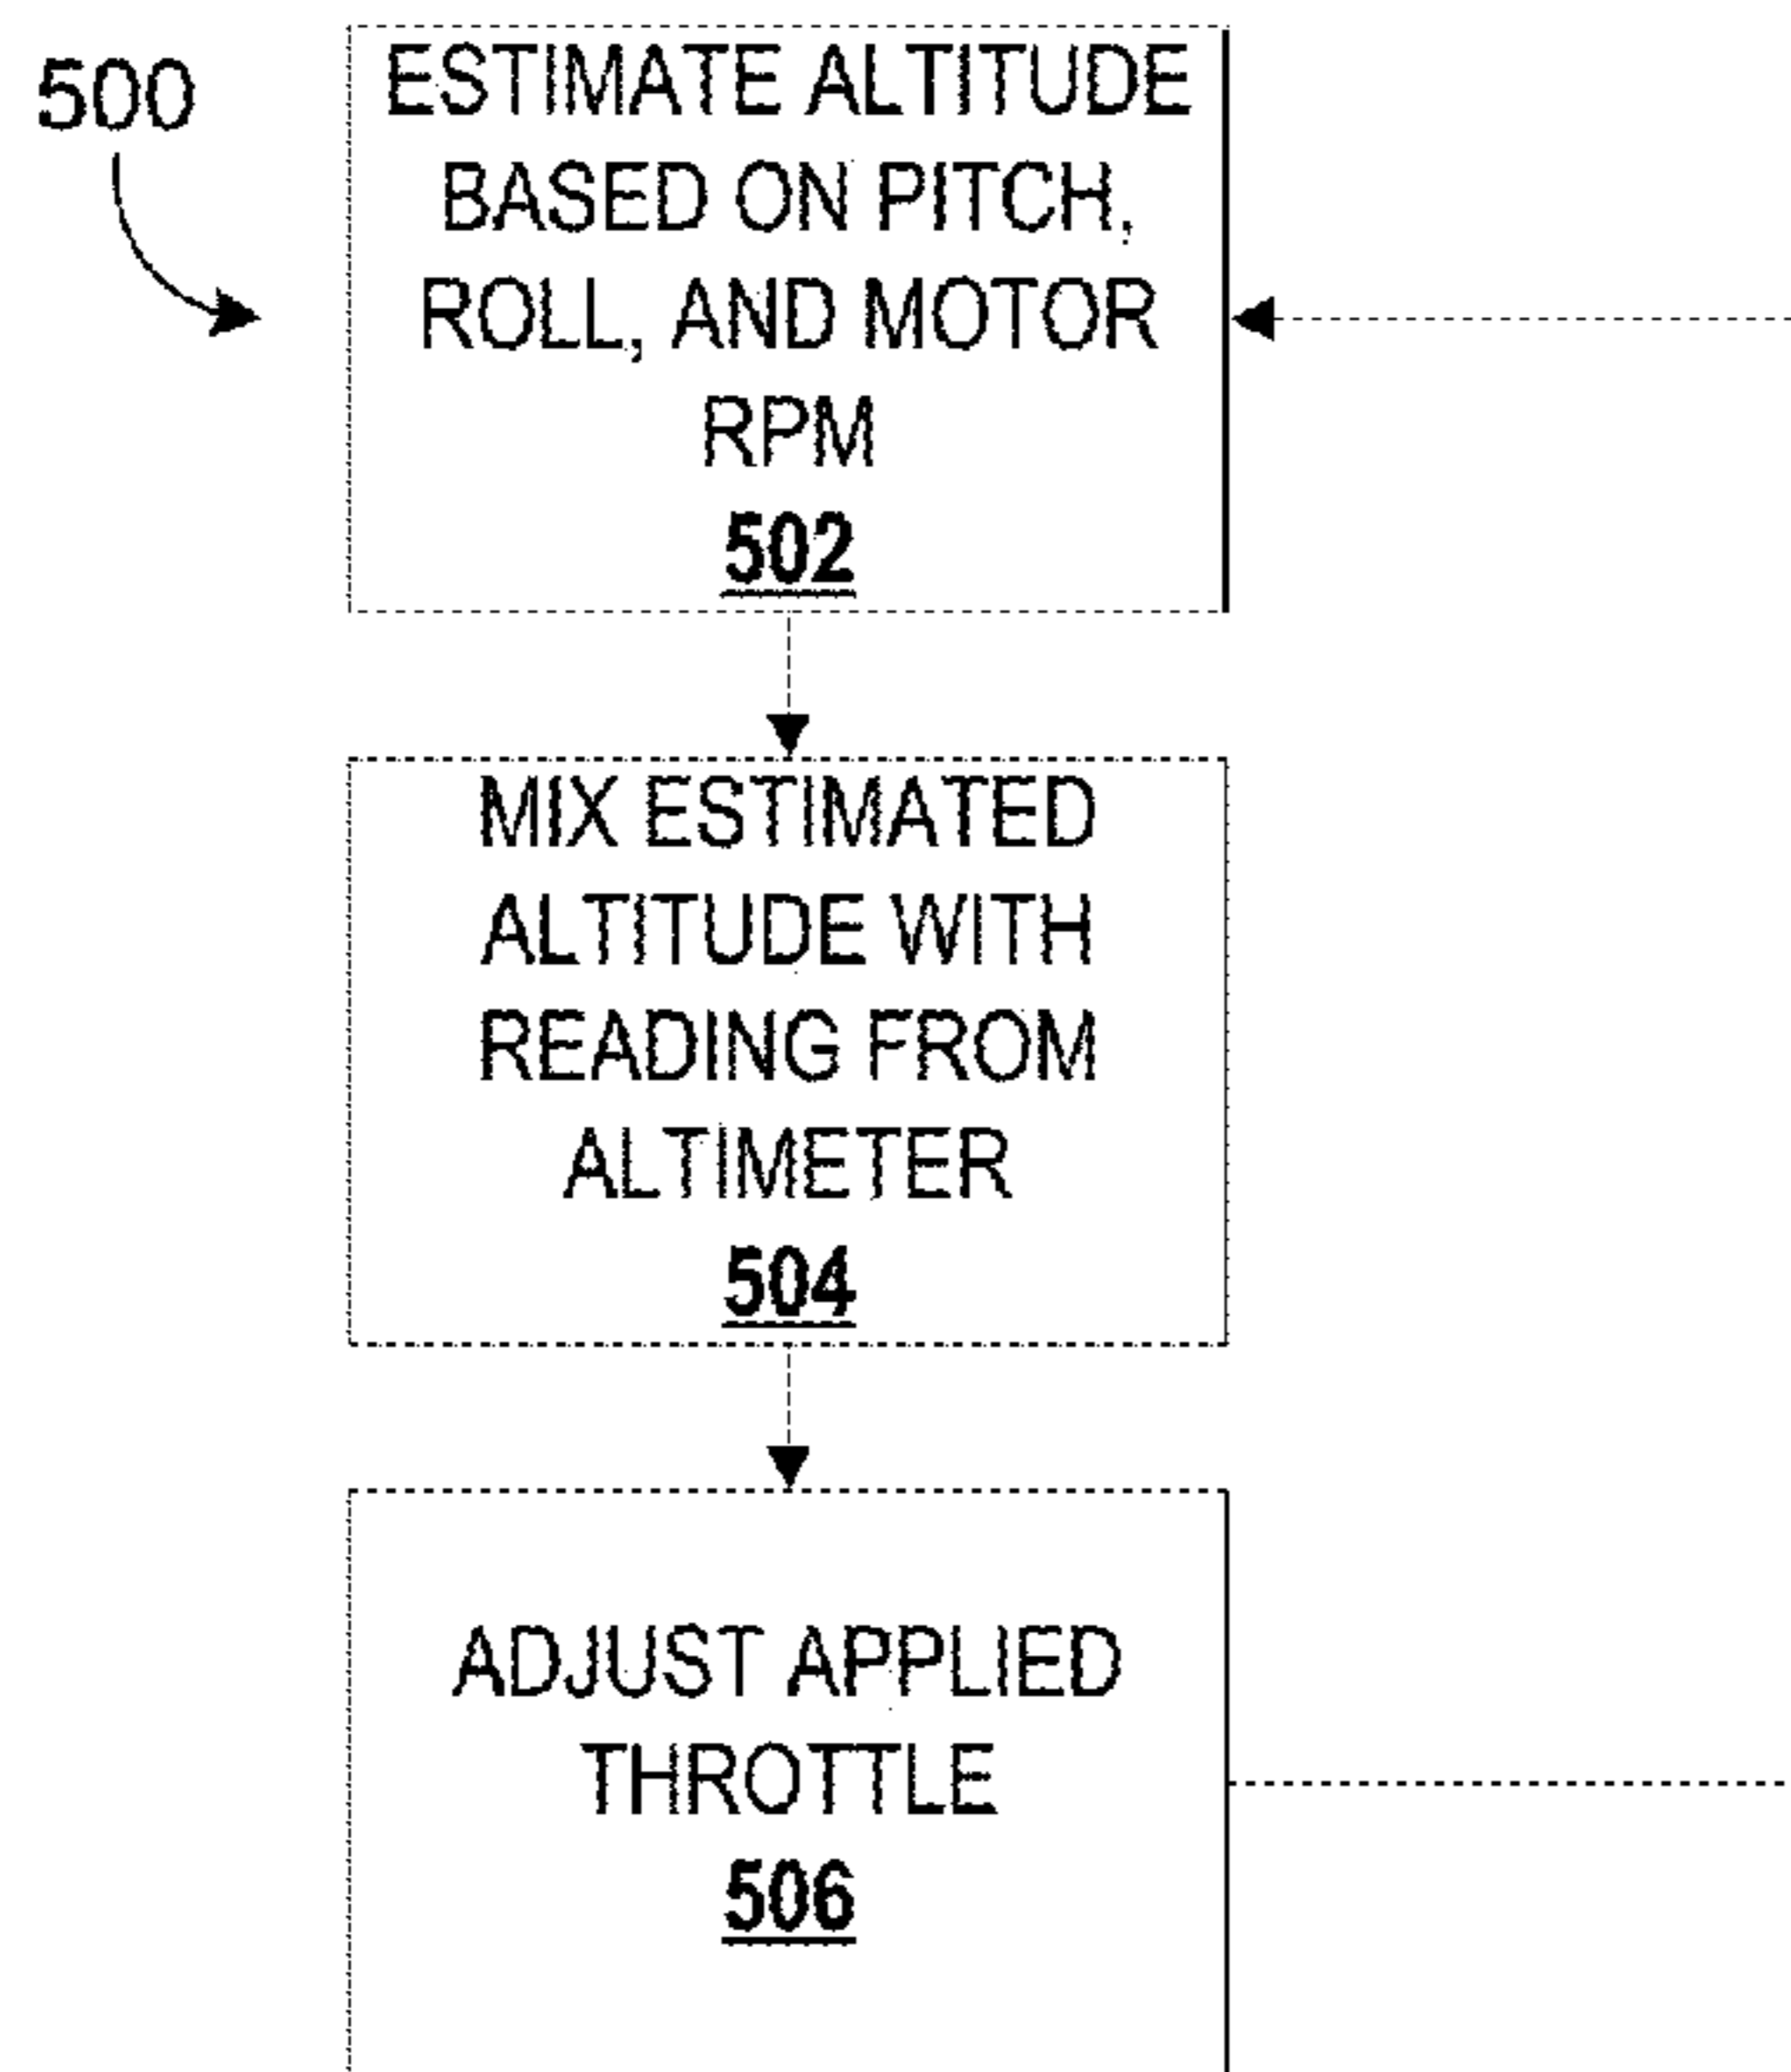 500
ESTIMATE ALTITUDE
BASED ON PITCH,
ROLL, AND MOTOR
RPM
502
MIX ESTIMATED
ALTITUDE WITH
READING FROM
ALTIMETER
504
ADJUST APPLIED
THROTTLE
506